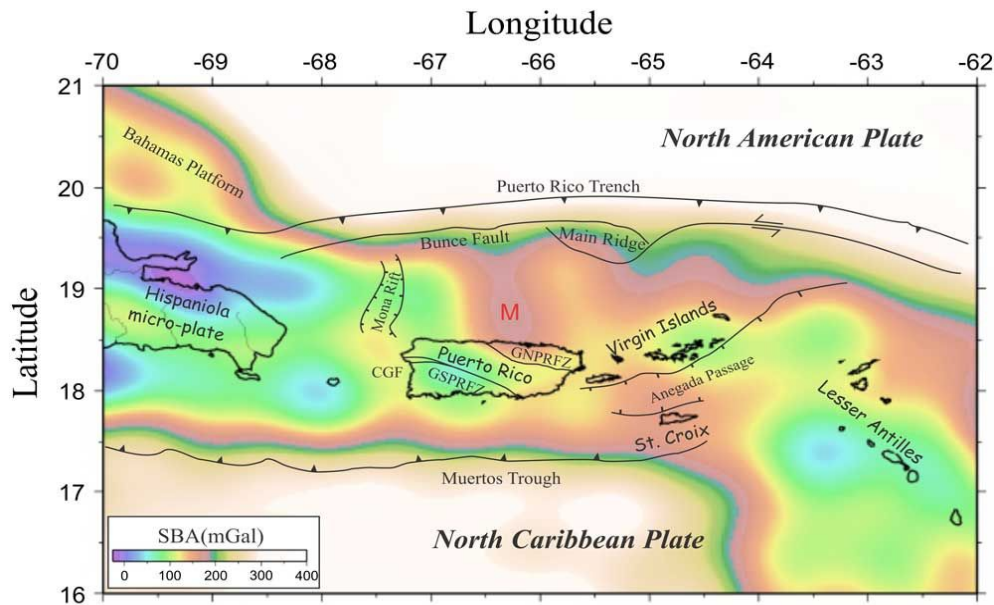 Longitude
-70 -69 -68 -67 -66 -65 -64 -63 -62
Latitude
21
20
19
18
17
16
North American Plate
Bahamas Platform
Puerto Rico Trench
Bunce Fault
Main Ridge
Mona Rift
M
Hispaniola
micro-plate
Virgin Islands
GNPRFZ
Puerto Rico
CGF
GSPRFZ
Anegada Passage
Lesser Antilles
St. Croix
Muertos Trough
North Caribbean Plate
SBA(mGal)
0 100 200 300 400